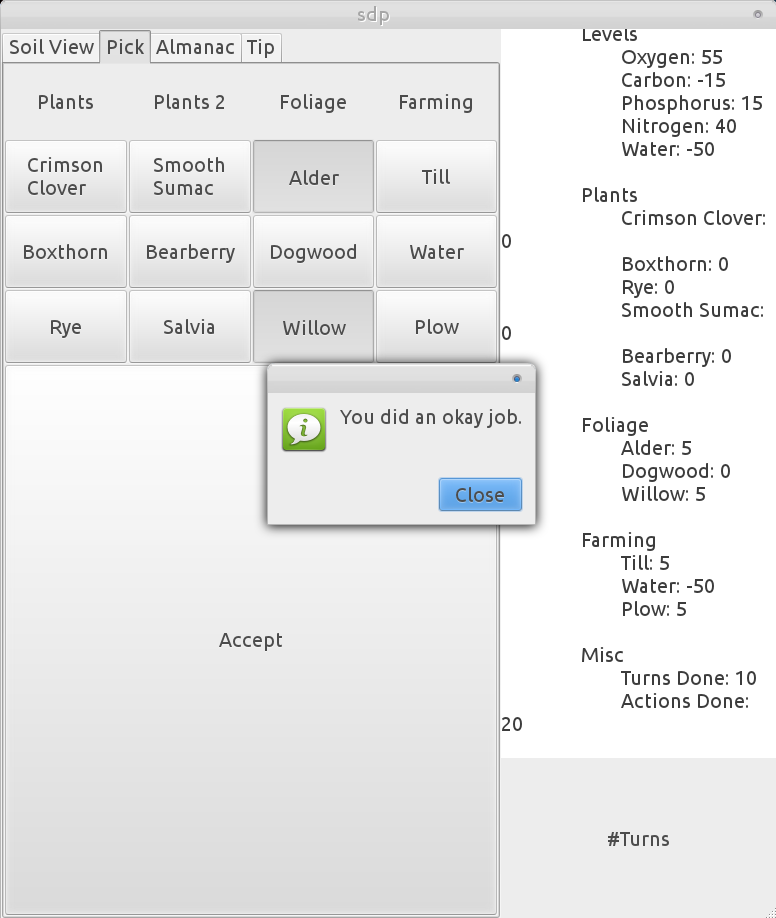 sdp
Soil View Pick Almanac Tip
Plants Plants 2 Foliage Farming
Crimson Clover
Smooth Sumac
Alder
Till
Boxthorn
Bearberry
Dogwood
Water
Rye
Salvia
Willow
Plow
You did an okay job.
Close
Accept
Levels
Oxygen: 55
Carbon: -15
Phosphorus: 15
Nitrogen: 40
Water: -50
Plants
Crimson Clover:
0
Boxthorn: 0
Rye: 0
Smooth Sumac:
0
Bearberry: 0
Salvia: 0
Foliage
Alder: 5
Dogwood: 0
Willow: 5
Farming
Till: 5
Water: -50
Plow: 5
Misc
Turns Done: 10
Actions Done:
20
#Turns